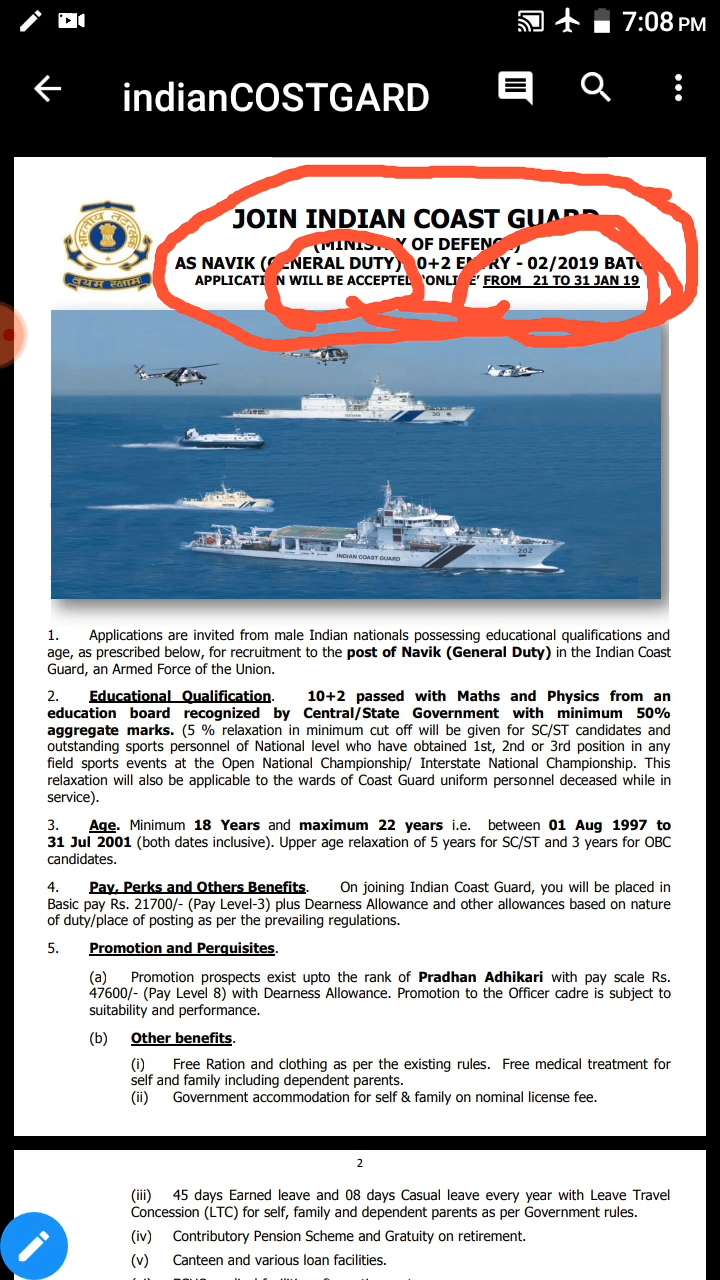 7:08 PM
indianCOSTGARD
JOIN INDIAN COAST GUARD
(MINISTRY OF DEFENCE)
AS NAVIK (GENERAL DUTY) 10+2 ENTRY - 02/2019 BATC
APPLICATION WILL BE ACCEPTED 'ONLINE' FROM 21 TO 31 JAN 19
भारतीय तटरक्षक
वयम रक्षामः
INDIAN COAST GUARD
202
1. Applications are invited from male Indian nationals possessing educational qualifications and
age, as prescribed below, for recruitment to the post of Navik (General Duty) in the Indian Coast
Guard, an Armed Force of the Union.
2. Educational Qualification. 10+2 passed with Maths and Physics from an
education board recognized by Central/State Government with minimum 50%
aggregate marks. (5 % relaxation in minimum cut off will be given for SC/ST candidates and
outstanding sports personnel of National level who have obtained 1st, 2nd or 3rd position in any
field sports events at the Open National Championship/ Interstate National Championship. This
relaxation will also be applicable to the wards of Coast Guard uniform personnel deceased while in
service).
3. Age. Minimum 18 Years and maximum 22 years i.e. between 01 Aug 1997 to
31 Jul 2001 (both dates inclusive). Upper age relaxation of 5 years for SC/ST and 3 years for OBC
candidates.
4. Pay, Perks and Others Benefits. On joining Indian Coast Guard, you will be placed in
Basic pay Rs. 21700/- (Pay Level-3) plus Dearness Allowance and other allowances based on nature
of duty/place of posting as per the prevailing regulations.
5. Promotion and Perquisites.
(a) Promotion prospects exist upto the rank of Pradhan Adhikari with pay scale Rs.
47600/- (Pay Level 8) with Dearness Allowance. Promotion to the Officer cadre is subject to
suitability and performance.
(b) Other benefits.
(i) Free Ration and clothing as per the existing rules. Free medical treatment for
self and family including dependent parents.
(ii) Government accommodation for self & family on nominal license fee.
2
(iii) 45 days Earned leave and 08 days Casual leave every year with Leave Travel
Concession (LTC) for self, family and dependent parents as per Government rules.
(iv) Contributory Pension Scheme and Gratuity on retirement.
(v) Canteen and various loan facilities.